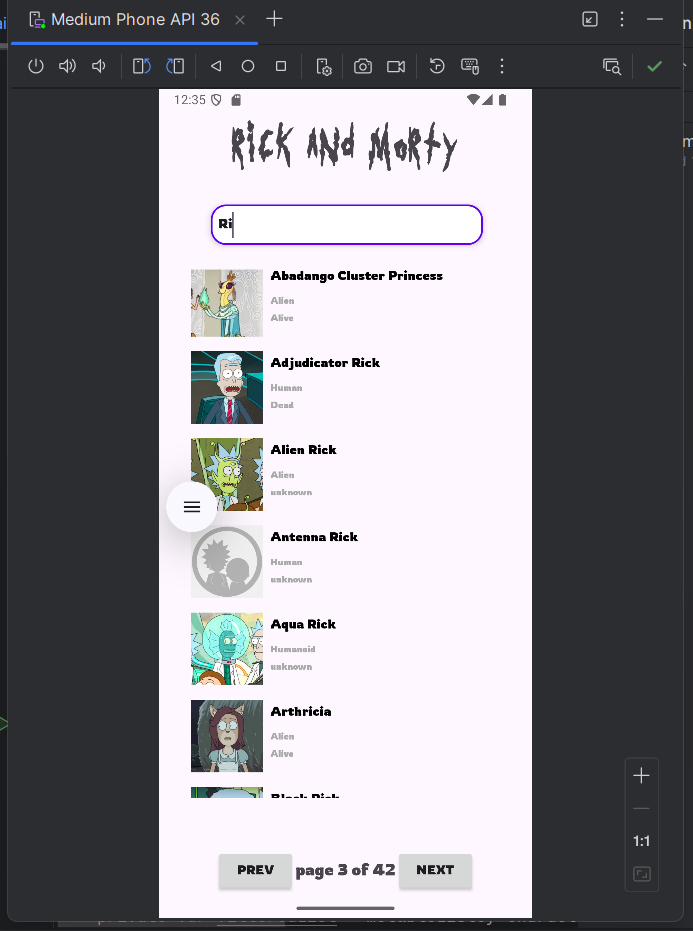 Medium Phone API 36
12:35
Rick and Morty
Ri
Abadango Cluster Princess
Alien
Alive
Adjudicator Rick
Human
Dead
Alien Rick
Alien
unknown
Antenna Rick
Human
unknown
Aqua Rick
Humanoid
unknown
Arthricia
Alien
Alive
Black Rick
PREV page 3 of 42 NEXT
1:1